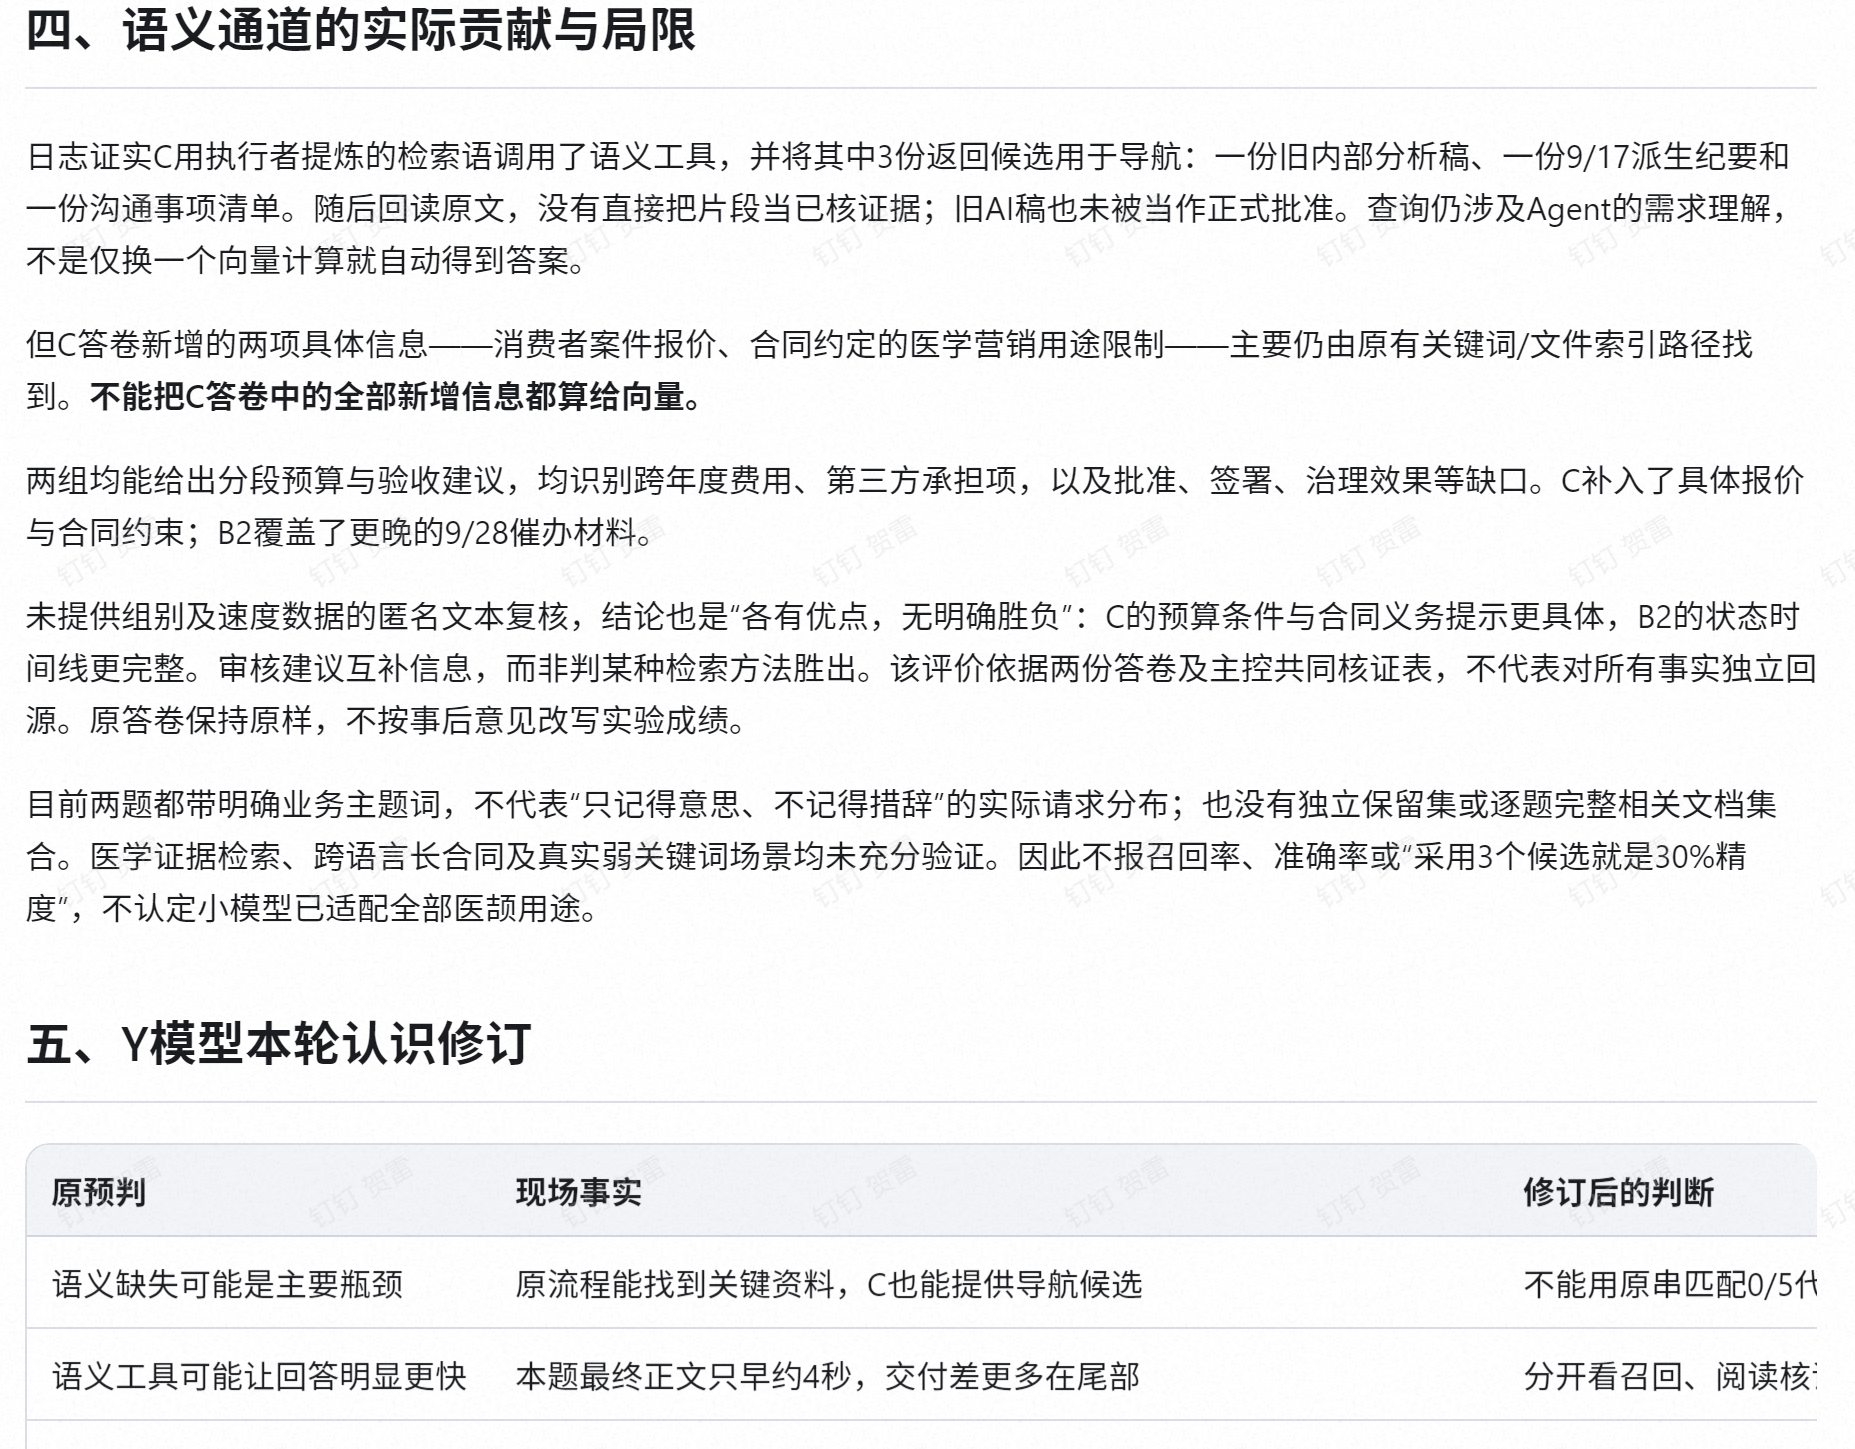 四、语义通道的实际贡献与局限
日志证实C用执行者提炼的检索语调用了语义工具，并将其中3份返回候选用于导航：一份旧内部分析稿、一份9/17派生纪要和
一份沟通事项清单。随后回读原文，没有直接把片段当已核证据；旧AI稿也未被当作正式批准。查询仍涉及Agent的需求理解，
不是仅换一个向量计算就自动得到答案。
但C答卷新增的两项具体信息——消费者案件报价、合同约定的医学营销用途限制——主要仍由原有关键词/文件索引路径找
到。不能把C答卷中的全部新增信息都算给向量。
两组均能给出分段预算与验收建议，均识别跨年度费用、第三方承担项，以及批准、签署、治理效果等缺口。C补入了具体报价
与合同约束；B2覆盖了更晚的9/28催办材料。
未提供组别及速度数据的匿名文本复核，结论也是“各有优点，无明确胜负”：C的预算条件与合同义务提示更具体，B2的状态时
间线更完整。审核建议互补信息，而非判某种检索方法胜出。该评价依据两份答卷及主控共同核证表，不代表对所有事实独立回
源。原答卷保持原样，不按事后意见改写实验成绩。
目前两题都带明确业务主题词，不代表“只记得意思、不记得措辞”的实际请求分布；也没有独立保留集或逐题完整相关文档集
合。医学证据检索、跨语言长合同及真实弱关键词场景均未充分验证。因此不报召回率、准确率或“采用3个候选就是30%精
度”，不认定小模型已适配全部医颉用途。
五、Y模型本轮认识修订
原预判 现场事实 修订后的判断
语义缺失可能是主要瓶颈 原流程能找到关键资料，C也能提供导航候选 不能用原串匹配0/5代
语义工具可能让回答明显更快 本题最终正文只早约4秒，交付差更多在尾部 分开看召回、阅读核
钉钉 贺雷